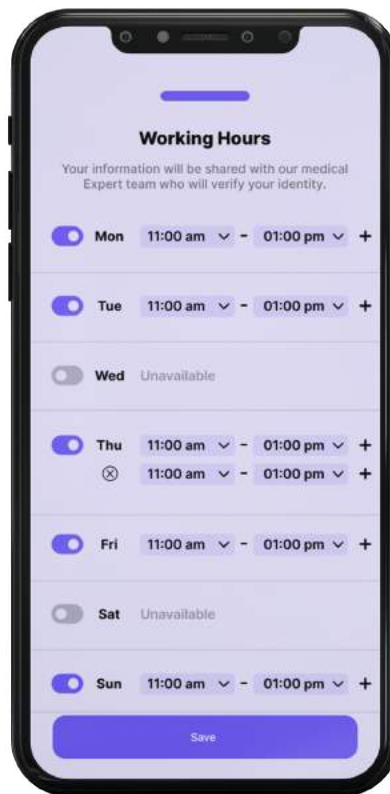 Working Hours
Your information will be shared with our medical
Expert team who will verify your identity.
Mon 11:00 am - 01:00 pm +
Tue 11:00 am - 01:00 pm +
Wed Unavailable
Thu 11:00 am - 01:00 pm +
11:00 am - 01:00 pm +
Fri 11:00 am - 01:00 pm +
Sat Unavailable
Sun 11:00 am - 01:00 pm +
Save